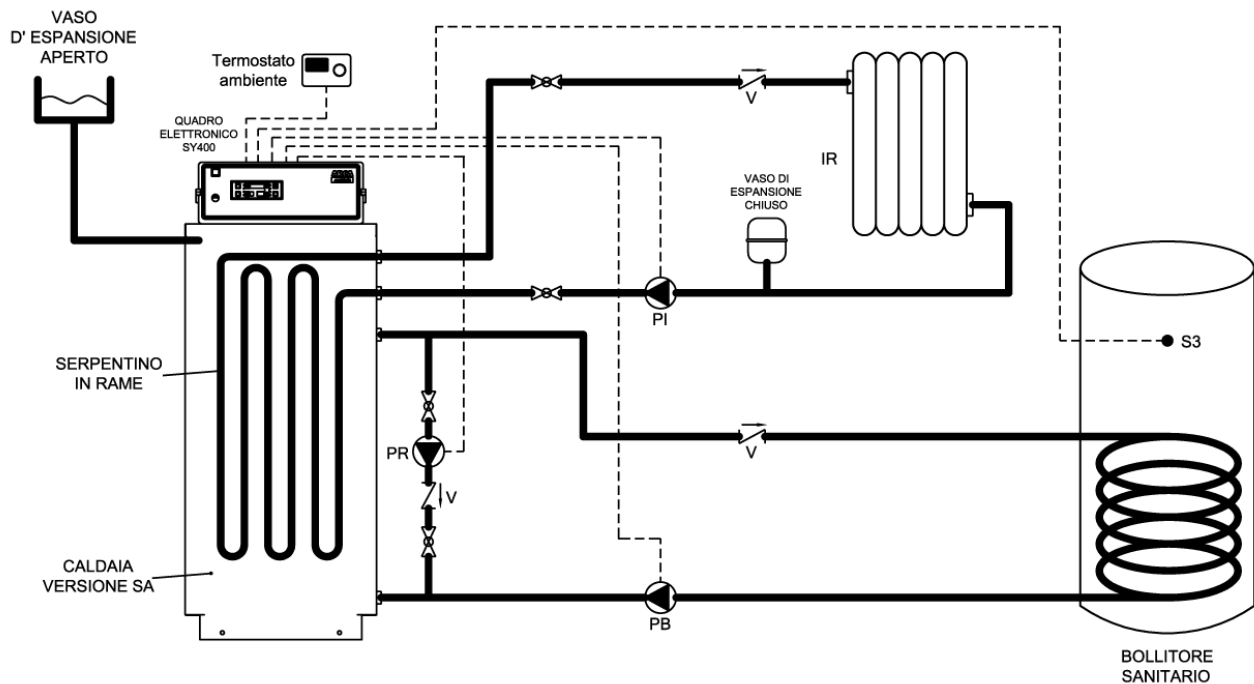 VASO
D' ESPANSIONE
APERTO
Termostato
ambiente
QUADRO
ELETTRONICO
SY400
V
IR
VASO DI
ESPANSIONE
CHIUSO
PI
S3
SERPENTINO
IN RAME
PR
V
V
CALDAIA
VERSIONE SA
PB
BOLLITORE
SANITARIO